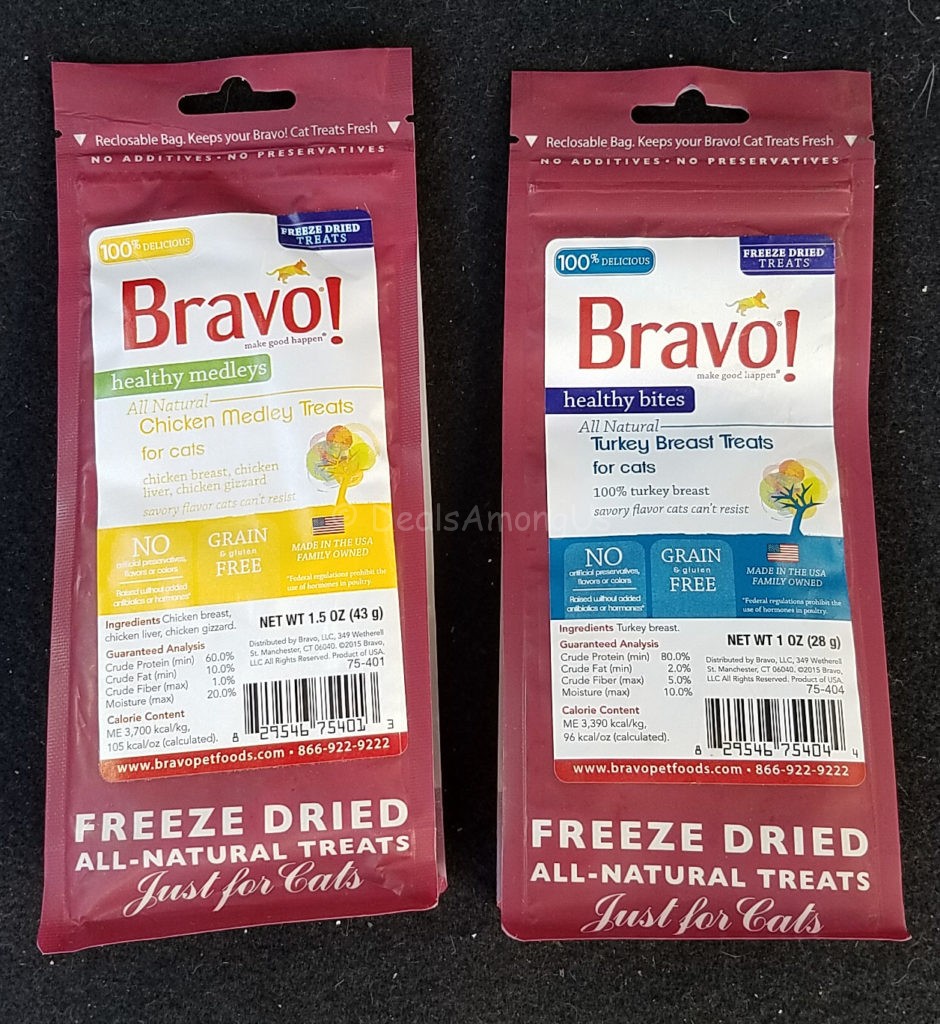 ▼ Reclosable Bag. Keeps your Bravo! Cat Treats Fresh ▼
NO ADDITIVES • NO PRESERVATIVES
100% DELICIOUS
FREEZE DRIED
TREATS
Bravo!
make good happen®
healthy medleys
All Natural
Chicken Medley Treats
for cats
chicken breast, chicken
liver, chicken gizzard
savory flavor cats can't resist
NO
artificial preservatives,
flavors or colors
Raised without added
antibiotics or hormones*
GRAIN
& gluten
FREE
MADE IN THE USA
FAMILY OWNED
*Federal regulations prohibit the
use of hormones in poultry.
Ingredients Chicken breast,
chicken liver, chicken gizzard.
Guaranteed Analysis
Crude Protein (min) 60.0%
Crude Fat (min) 10.0%
Crude Fiber (max) 1.0%
Moisture (max) 20.0%
Calorie Content
ME 3,700 kcal/kg,
105 kcal/oz (calculated).
NET WT 1.5 OZ (43 g)
Distributed by Bravo, LLC, 349 Wetherell
St. Manchester, CT 06040. ©2015 Bravo,
LLC All Rights Reserved. Product of USA.
75-401
8 29546 75401 3
www.bravopetfoods.com • 866-922-9222
FREEZE DRIED
ALL-NATURAL TREATS
Just for Cats
▼ Reclosable Bag. Keeps your Bravo! Cat Treats Fresh ▼
NO ADDITIVES • NO PRESERVATIVES
100% DELICIOUS
FREEZE DRIED
TREATS
Bravo!®
make good happen®
healthy bites
All Natural
Turkey Breast Treats
for cats
100% turkey breast
savory flavor cats can't resist
NO
artificial preservatives,
flavors or colors
Raised without added
antibiotics or hormones*
GRAIN
& gluten
FREE
MADE IN THE USA
FAMILY OWNED
*Federal regulations prohibit the
use of hormones in poultry.
Ingredients Turkey breast.
Guaranteed Analysis
Crude Protein (min) 80.0%
Crude Fat (min) 2.0%
Crude Fiber (max) 5.0%
Moisture (max) 10.0%
Calorie Content
ME 3,390 kcal/kg,
96 kcal/oz (calculated).
NET WT 1 OZ (28 g)
Distributed by Bravo, LLC, 349 Wetherell
St. Manchester, CT 06040. ©2015 Bravo,
LLC All Rights Reserved. Product of USA.
75-404
8 29546 75404 4
www.bravopetfoods.com • 866-922-9222
FREEZE DRIED
ALL-NATURAL TREATS
Just for Cats